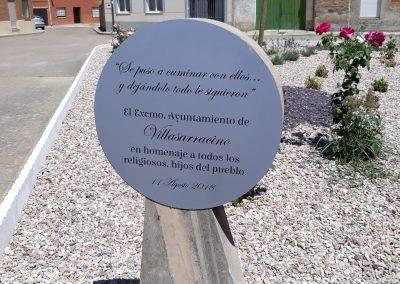 "Se puso a caminar con ellos...
y dejándolo todo le siguieron"
El Excmo. Ayuntamiento de
Villasarracino
en homenaje a todos los
religiosos, hijos del pueblo.
14 Agosto 2018